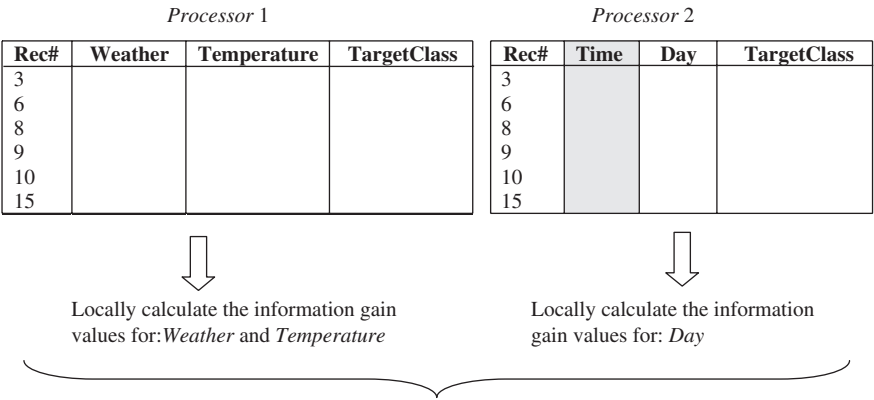 Processor 1
Rec# Weather Temperature TargetClass
3
6
8
9
10
15
Locally calculate the information gain
values for:Weather and Temperature
Processor 2
Rec# Time Day TargetClass
3
6
8
9
10
15
Locally calculate the information
gain values for: Day